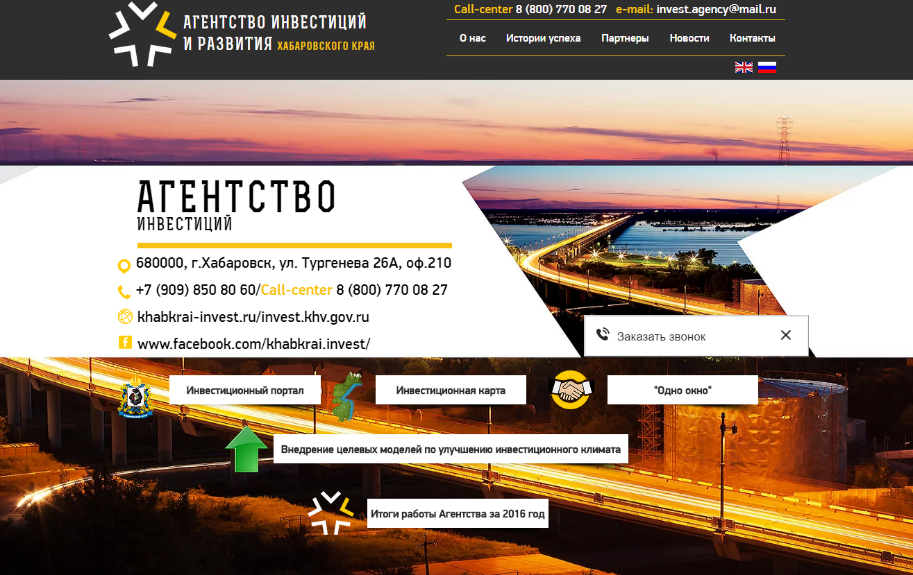 АГЕНТСТВО ИНВЕСТИЦИЙ
И РАЗВИТИЯ ХАБАРОВСКОГО КРАЯ
Call-center 8 (800) 770 08 27 e-mail: invest.agency@mail.ru
О нас Истории успеха Партнеры Новости Контакты
АГЕНТСТВО
ИНВЕСТИЦИЙ
680000, г.Хабаровск, ул. Тургенева 26А, оф.210
+7 (909) 850 80 60/Call-center 8 (800) 770 08 27
khabkrai-invest.ru/invest.khv.gov.ru
www.facebook.com/khabkrai.invest/
Заказать звонок
Инвестиционный портал Инвестиционная карта "Одно окно"
Внедрение целевых моделей по улучшению инвестиционного климата
Итоги работы Агентства за 2016 год